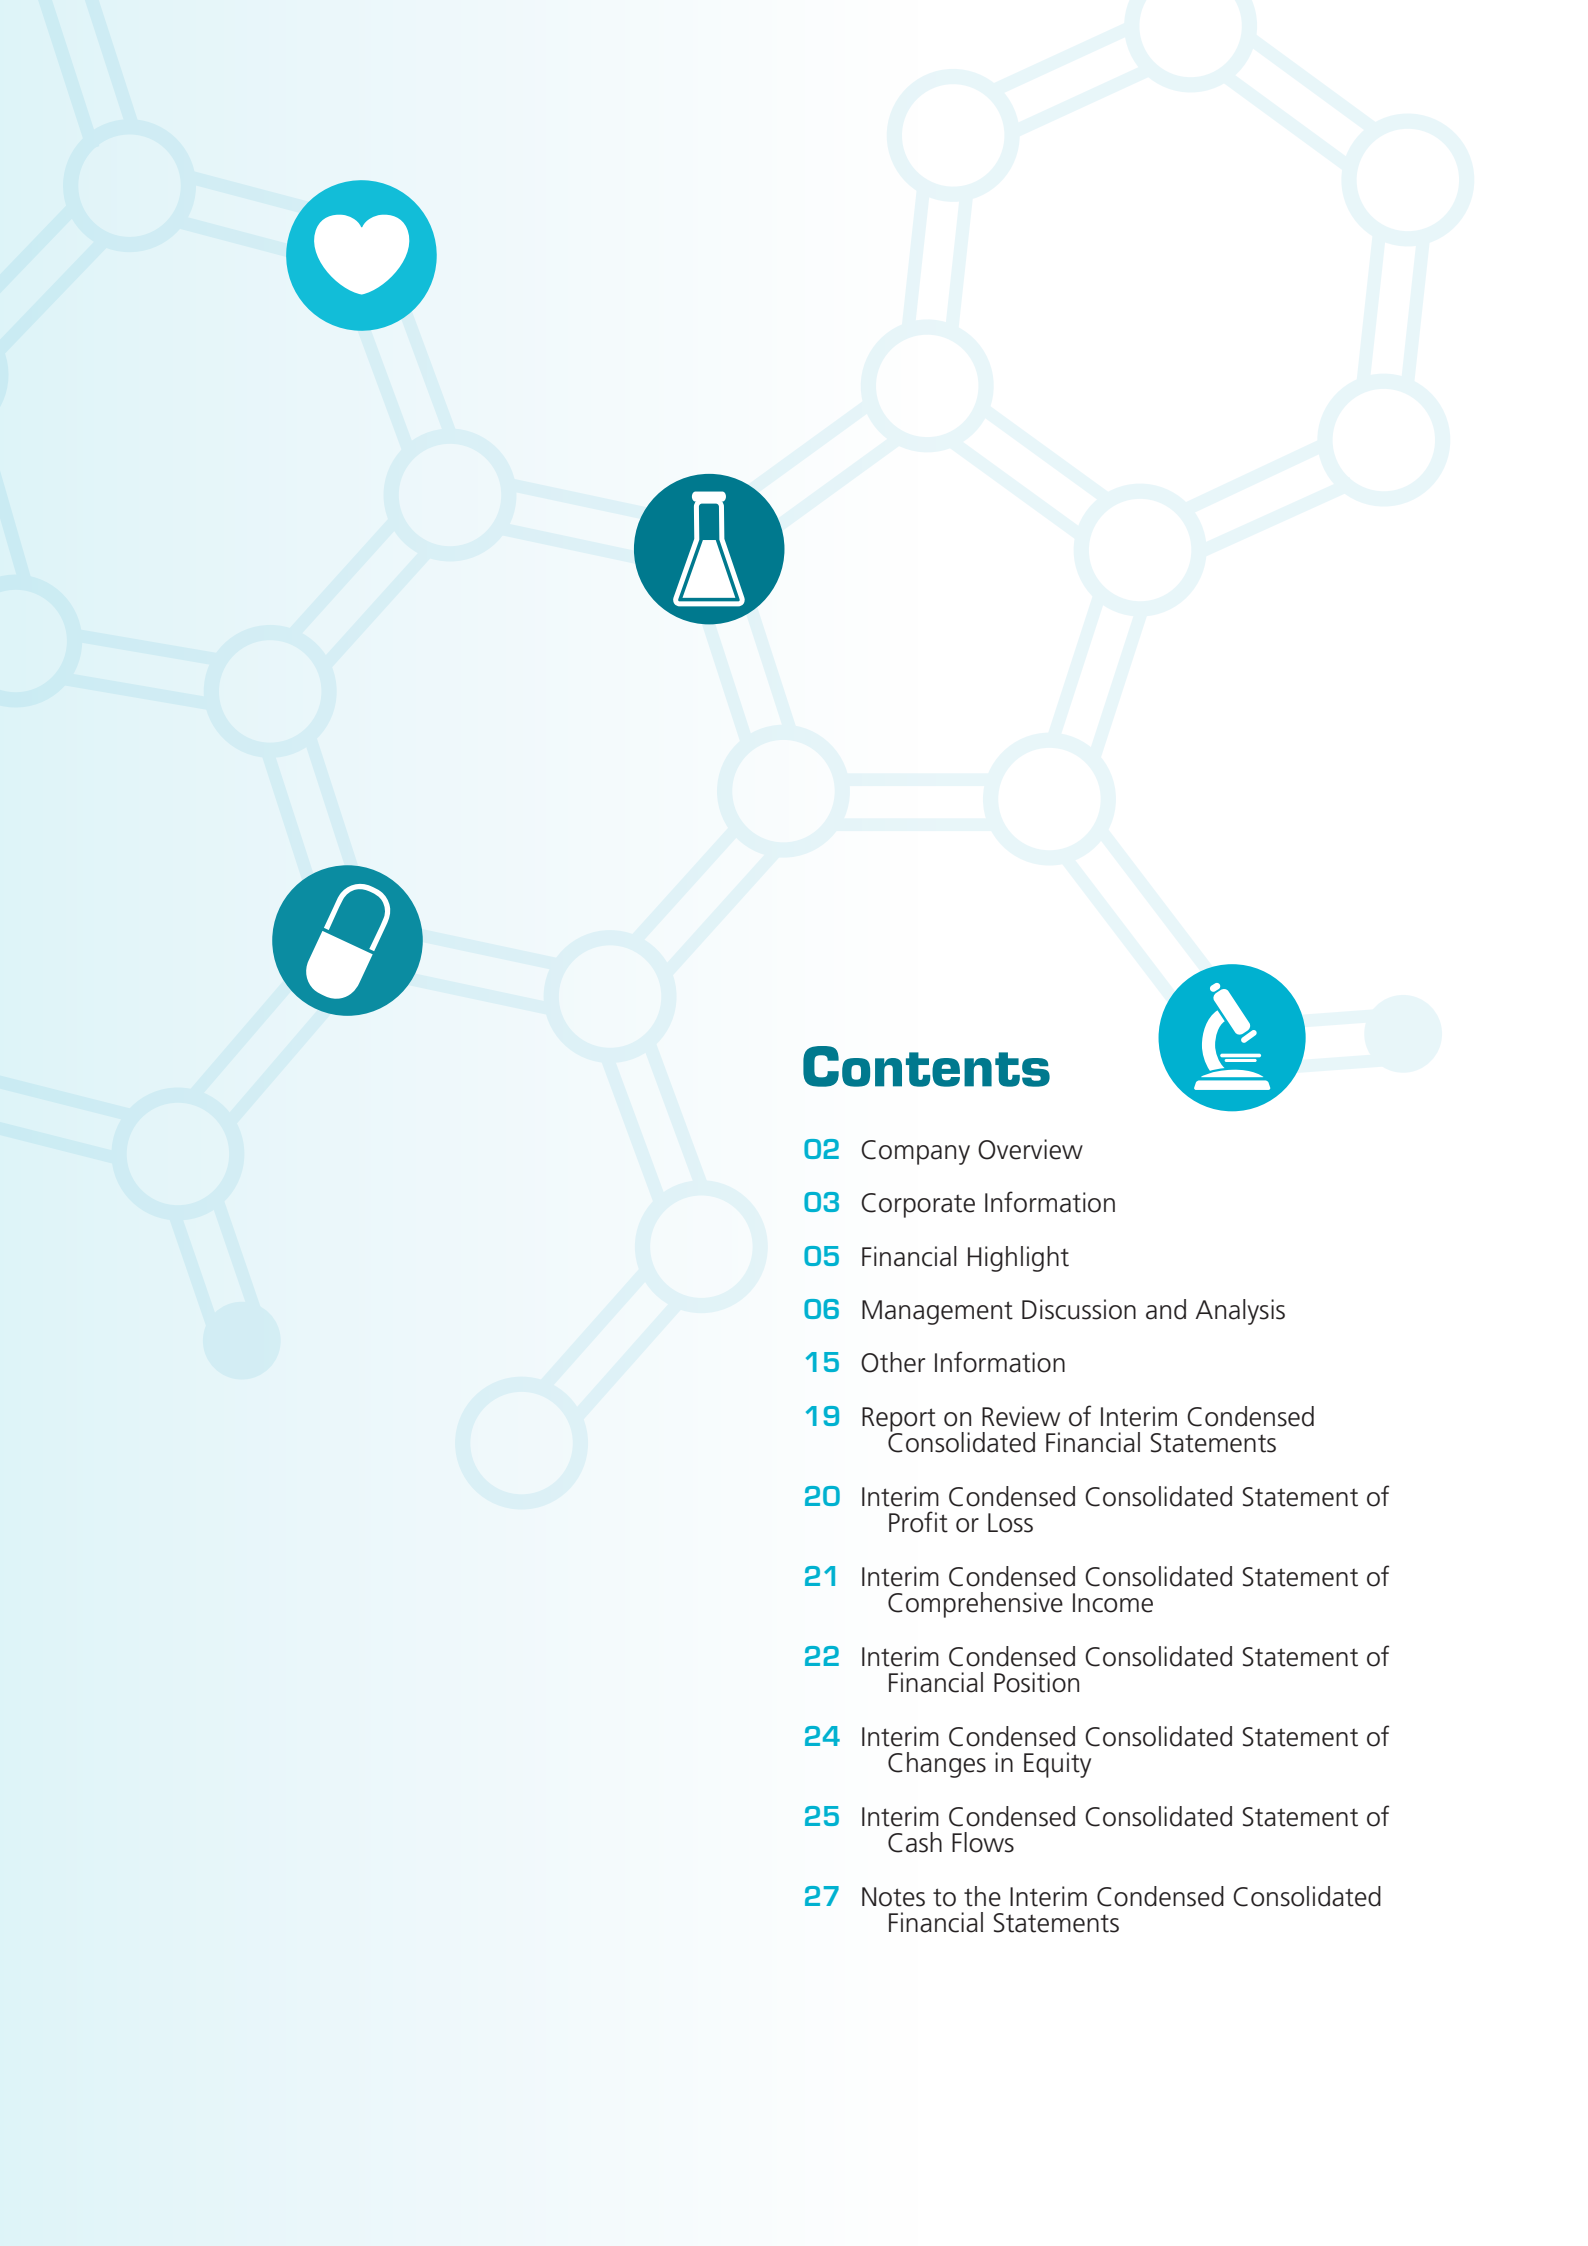 Contents
02 Company Overview
03 Corporate Information
05 Financial Highlight
06 Management Discussion and Analysis
15 Other Information
19 Report on Review of Interim Condensed
Consolidated Financial Statements
20 Interim Condensed Consolidated Statement of
Profit or Loss
21 Interim Condensed Consolidated Statement of
Comprehensive Income
22 Interim Condensed Consolidated Statement of
Financial Position
24 Interim Condensed Consolidated Statement of
Changes in Equity
25 Interim Condensed Consolidated Statement of
Cash Flows
27 Notes to the Interim Condensed Consolidated
Financial Statements